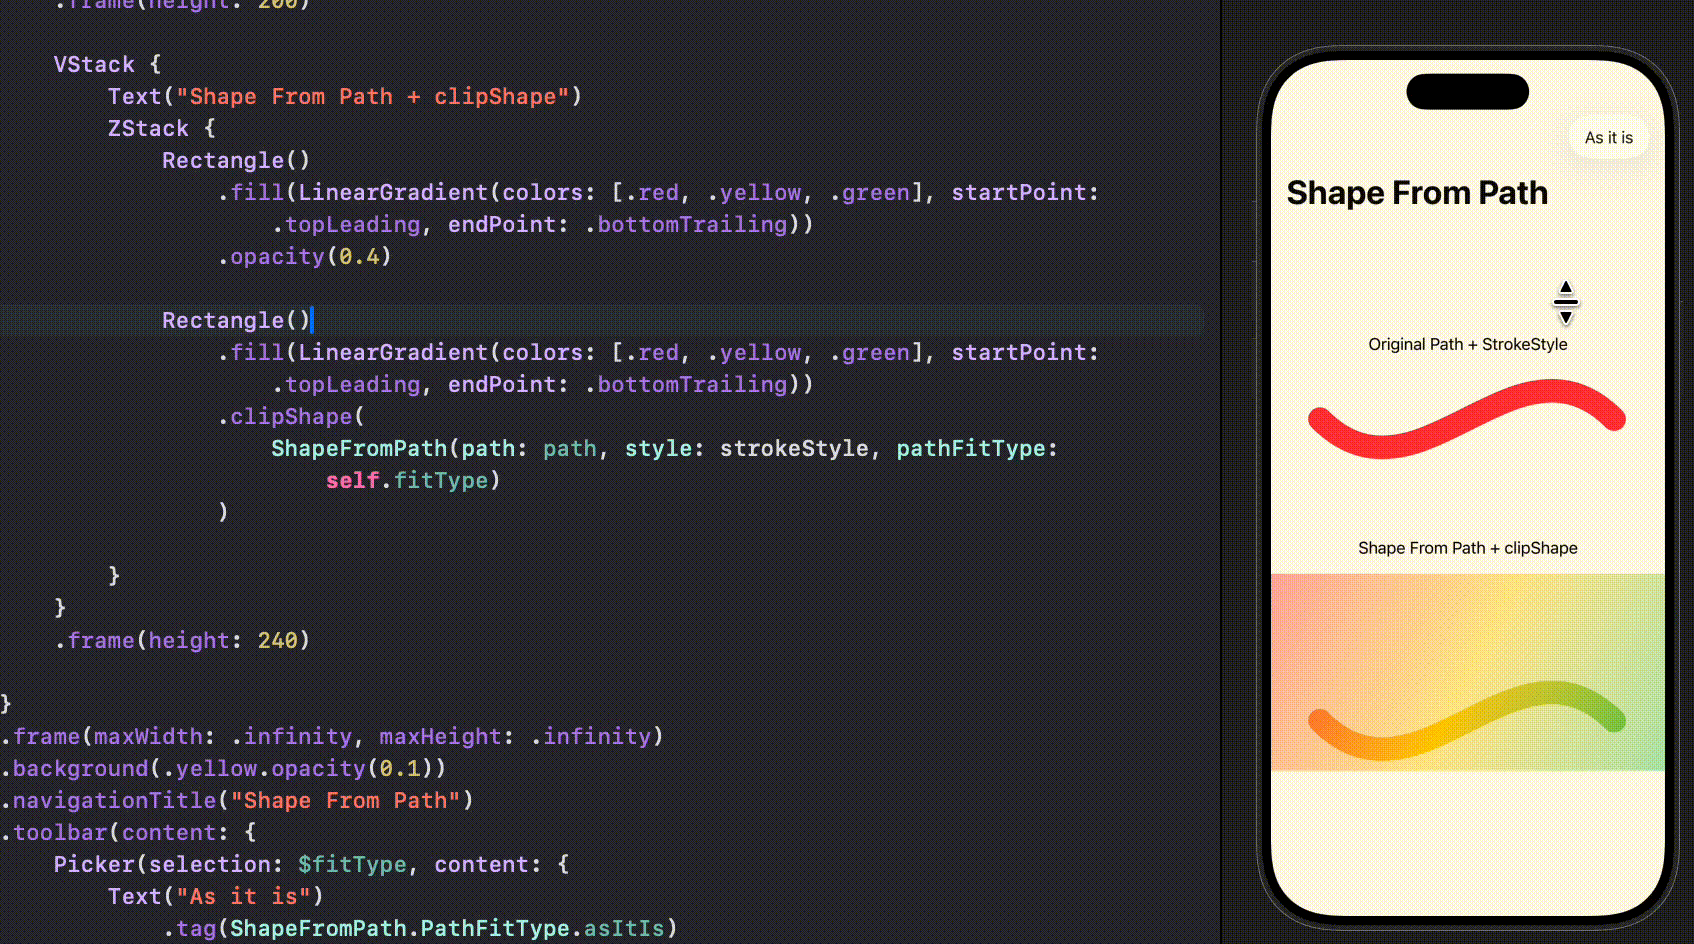 .frame(height: 200)
VStack {
Text("Shape From Path + clipShape")
ZStack {
Rectangle()
.fill(LinearGradient(colors: [.red, .yellow, .green], startPoint:
.topLeading, endPoint: .bottomTrailing))
.opacity(0.4)
Rectangle()
.fill(LinearGradient(colors: [.red, .yellow, .green], startPoint:
.topLeading, endPoint: .bottomTrailing))
.clipShape(
ShapeFromPath(path: path, style: strokeStyle, pathFitType:
self.fitType)
)
}
}
.frame(height: 240)
}
.frame(maxWidth: .infinity, maxHeight: .infinity)
.background(.yellow.opacity(0.1))
.navigationTitle("Shape From Path")
.toolbar(content: {
Picker(selection: $fitType, content: {
Text("As it is")
.tag(ShapeFromPath.PathFitType.asItIs)
As it is
Shape From Path
Original Path + StrokeStyle
Shape From Path + clipShape